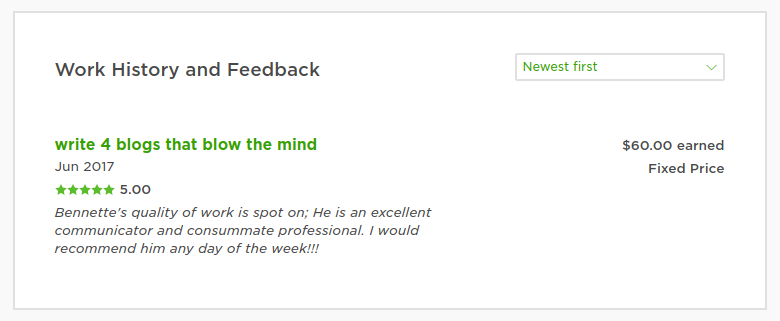 Work History and Feedback
Newest first
write 4 blogs that blow the mind
$60.00 earned
Jun 2017
Fixed Price
5.00
Bennette's quality of work is spot on; He is an excellent
communicator and consummate professional. I would
recommend him any day of the week!!!